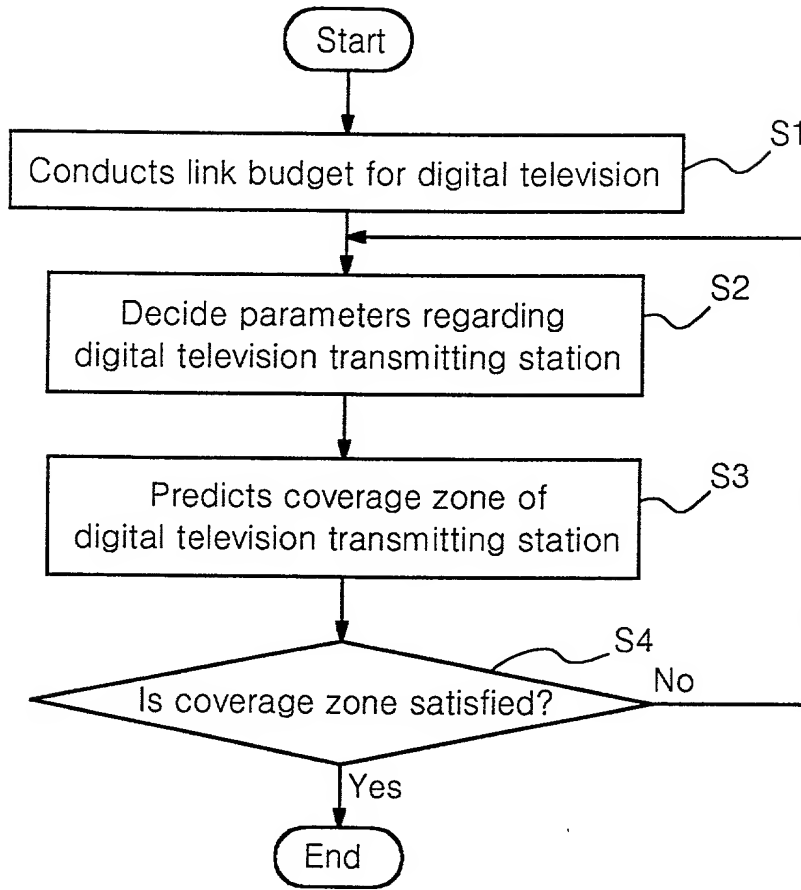 Start
S1
Conducts link budget for digital television
S2
Decide parameters regarding
digital television transmitting station
S3
Predicts coverage zone of
digital television transmitting station
S4
Is coverage zone satisfied?
No
Yes
End